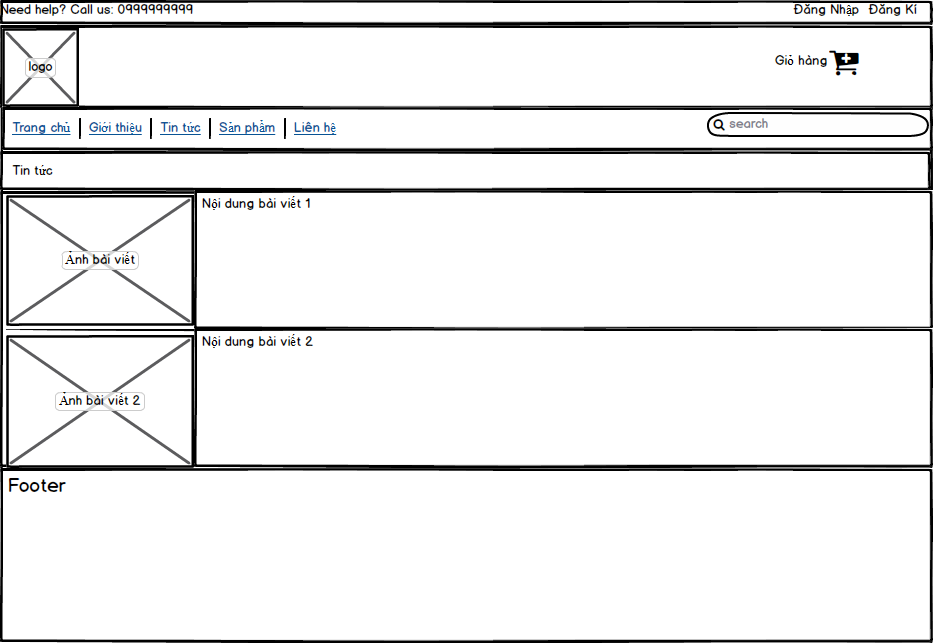 Need help? Call us: 0999999999 Đăng Nhập Đăng Kí
logo
Giỏ hàng
Trang chủ Giới thiệu Tin tức Sản phẩm Liên hệ
search
Tin tức
Nội dung bài viết 1
Ảnh bài viết
Nội dung bài viết 2
Ảnh bài viết 2
Footer